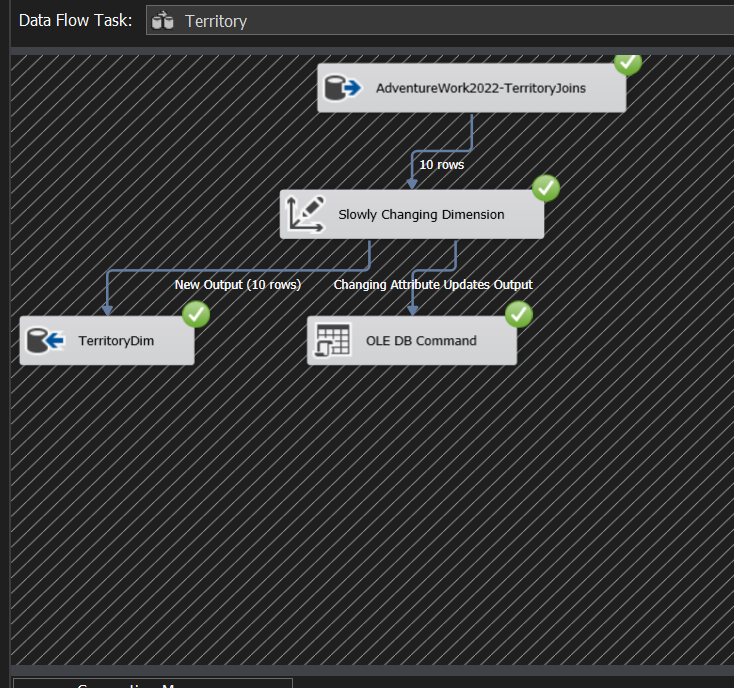 Data Flow Task: Territory
AdventureWork2022-TerritoryJoins
10 rows
Slowly Changing Dimension
New Output (10 rows) Changing Attribute Updates Output
TerritoryDim OLE DB Command